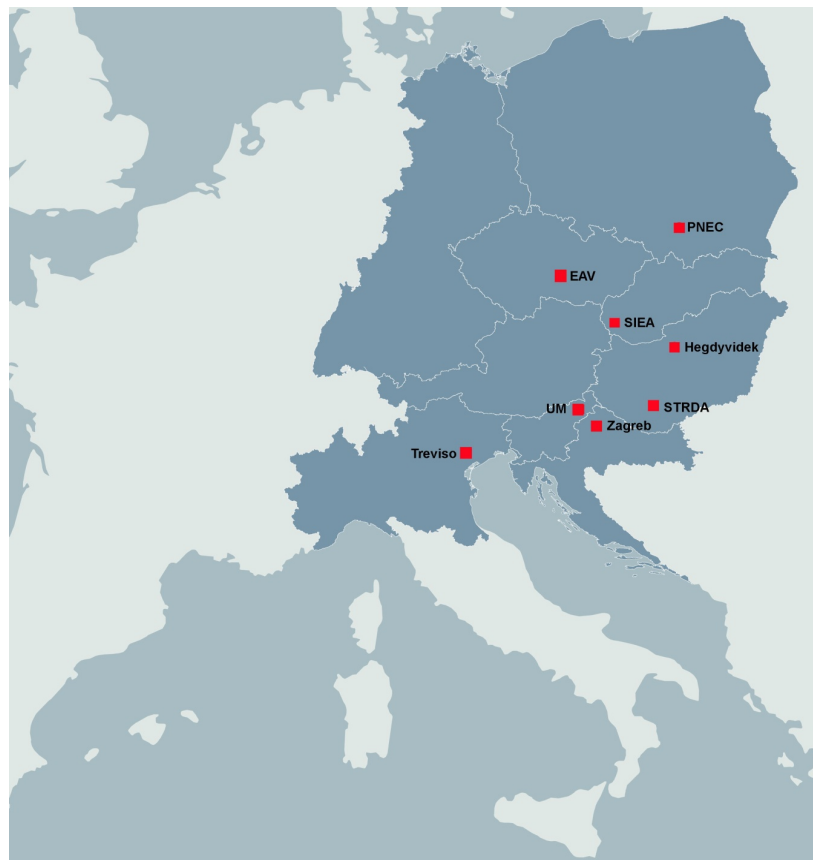 PNEC
EAV
SIEA
Hegdyvidek
STRDA
UM
Zagreb
Treviso